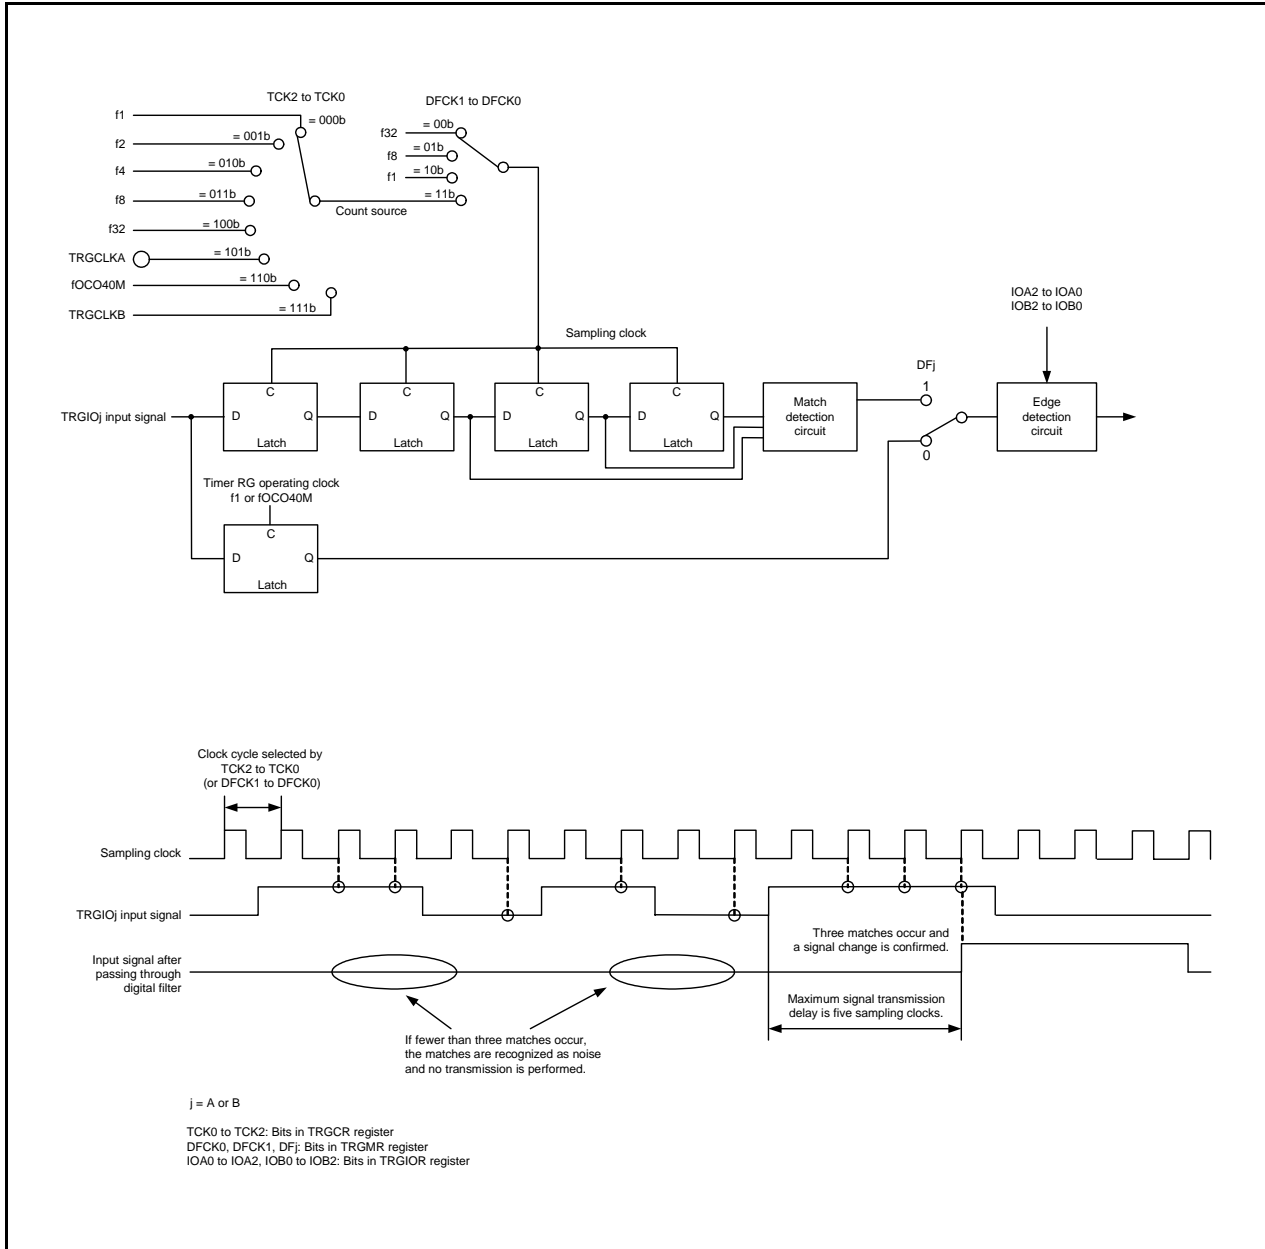 TCK2 to TCK0
DFCK1 to DFCK0
f1
= 000b
f32
= 00b
f2
= 001b
f8
= 01b
f4
= 010b
f1
= 10b
f8
= 011b
= 11b
Count source
f32
= 100b
TRGCLKA
= 101b
fOCO40M
= 110b
TRGCLKB
= 111b
IOA2 to IOA0
IOB2 to IOB0
Sampling clock
DFj
C
C
C
C
1
TRGIOj input signal
D
Q
D
Q
D
Q
D
Q
Latch
Latch
Latch
Latch
Match
detection
circuit
Edge
detection
circuit
0
Timer RG operating clock
f1 or fOCO40M
C
D
Q
Latch
Clock cycle selected by
TCK2 to TCK0
(or DFCK1 to DFCK0)
Sampling clock
TRGIOj input signal
Three matches occur and
a signal change is confirmed.
Input signal after
passing through
digital filter
Maximum signal transmission
delay is five sampling clocks.
If fewer than three matches occur,
the matches are recognized as noise
and no transmission is performed.
j = A or B
TCK0 to TCK2: Bits in TRGCR register
DFCK0, DFCK1, DFj: Bits in TRGMR register
IOA0 to IOA2, IOB0 to IOB2: Bits in TRGIOR register